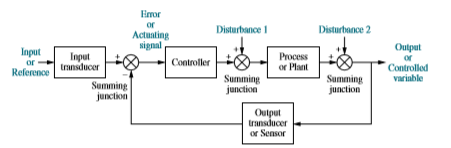 Error
or
Actuating
signal
Disturbance 1
Disturbance 2
Input
or
Reference
Input
transducer
+
−
Controller
+
+
Process
or Plant
+
+
Output
or
Controlled
variable
Summing
junction
Summing
junction
Summing
junction
Output
transducer
or Sensor